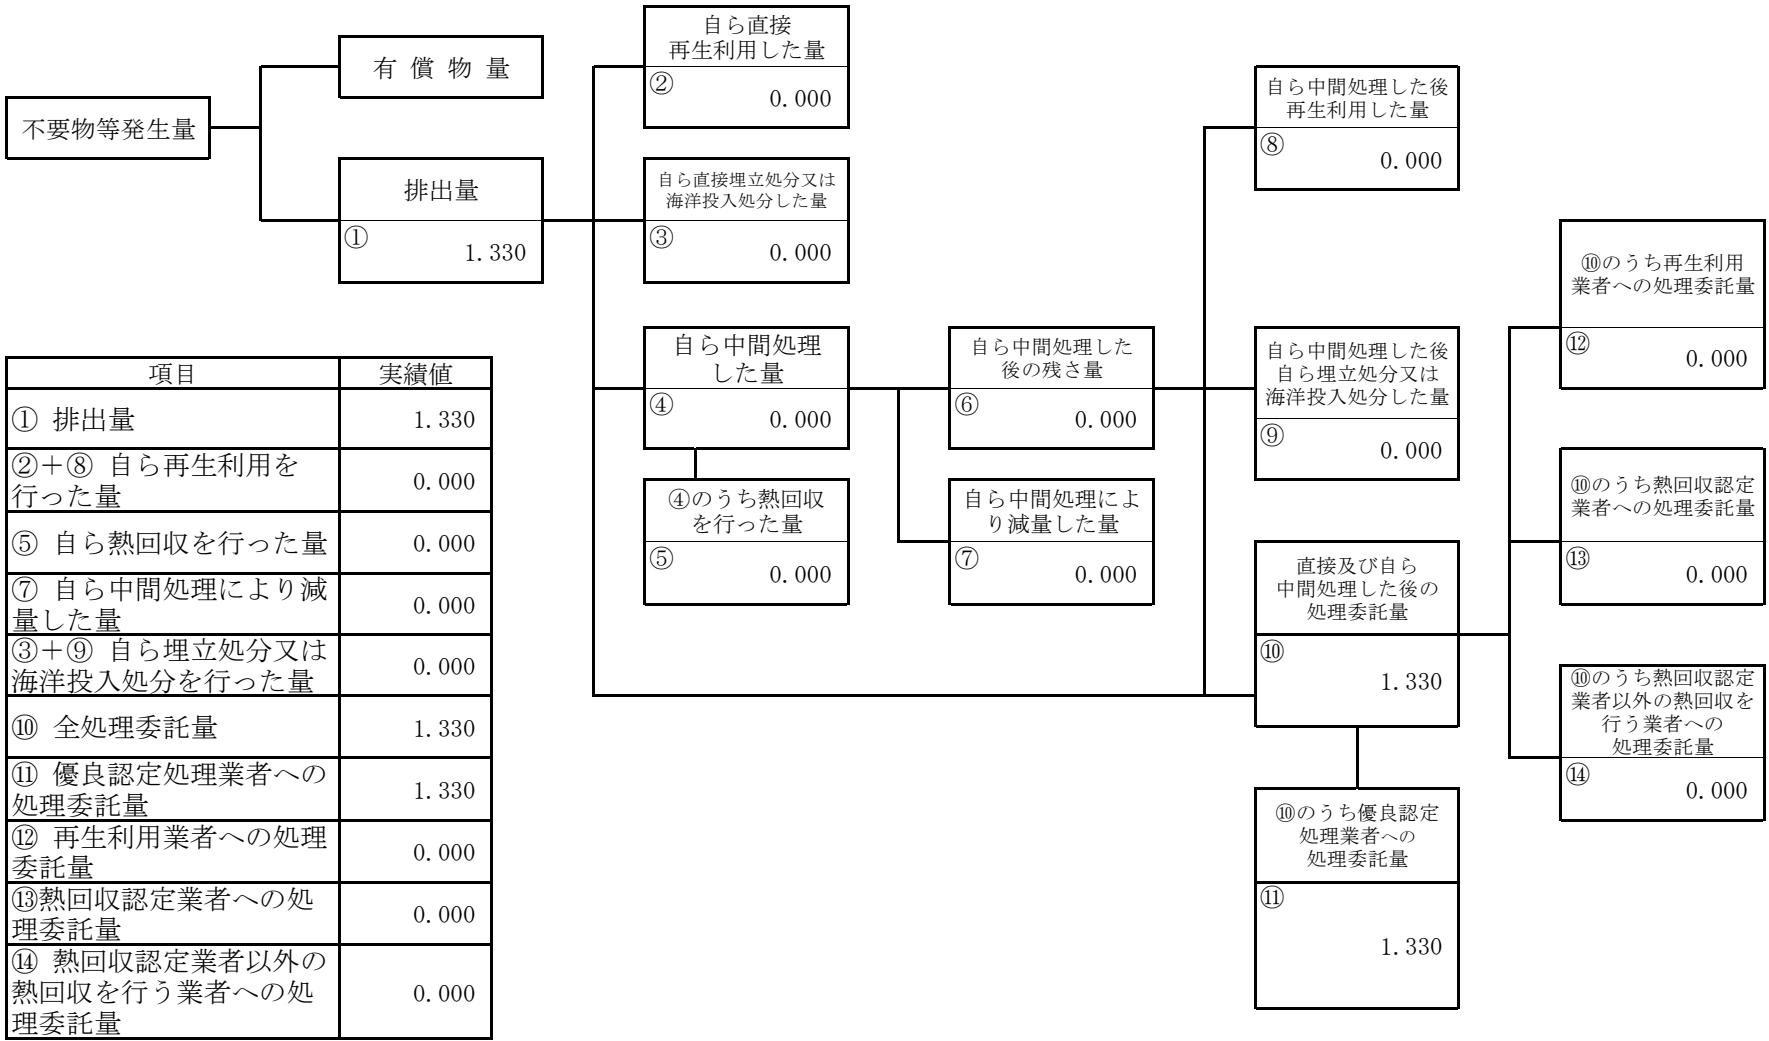 不要物等発生量
有 償 物 量
排出量
①
1.330
自ら直接
再生利用した量
②
0.000
自ら直接埋立処分又は
海洋投入処分した量
③
0.000
自ら中間処理
した量
④
0.000
④のうち熱回収
を行った量
⑤
0.000
自ら中間処理した
後の残さ量
⑥
0.000
自ら中間処理によ
り減量した量
⑦
0.000
自ら中間処理した後
再生利用した量
⑧
0.000
自ら中間処理した後
自ら埋立処分又は
海洋投入処分した量
⑨
0.000
直接及び自ら
中間処理した後の
処理委託量
⑩
1.330
⑩のうち優良認定
処理業者への
処理委託量
⑪
1.330
⑩のうち再生利用
業者への処理委託量
⑫
0.000
⑩のうち熱回収認定
業者への処理委託量
⑬
0.000
⑩のうち熱回収認定
業者以外の熱回収を
行う業者への
処理委託量
⑭
0.000
項目 実績値
① 排出量 1.330
②＋⑧ 自ら再生利用を
行った量
0.000
⑤ 自ら熱回収を行った量 0.000
⑦ 自ら中間処理により減
量した量
0.000
③＋⑨ 自ら埋立処分又は
海洋投入処分を行った量
0.000
⑩ 全処理委託量 1.330
⑪ 優良認定処理業者への
処理委託量
1.330
⑫ 再生利用業者への処理
委託量
0.000
⑬熱回収認定業者への処
理委託量
0.000
⑭ 熱回収認定業者以外の
熱回収を行う業者への処
理委託量
0.000